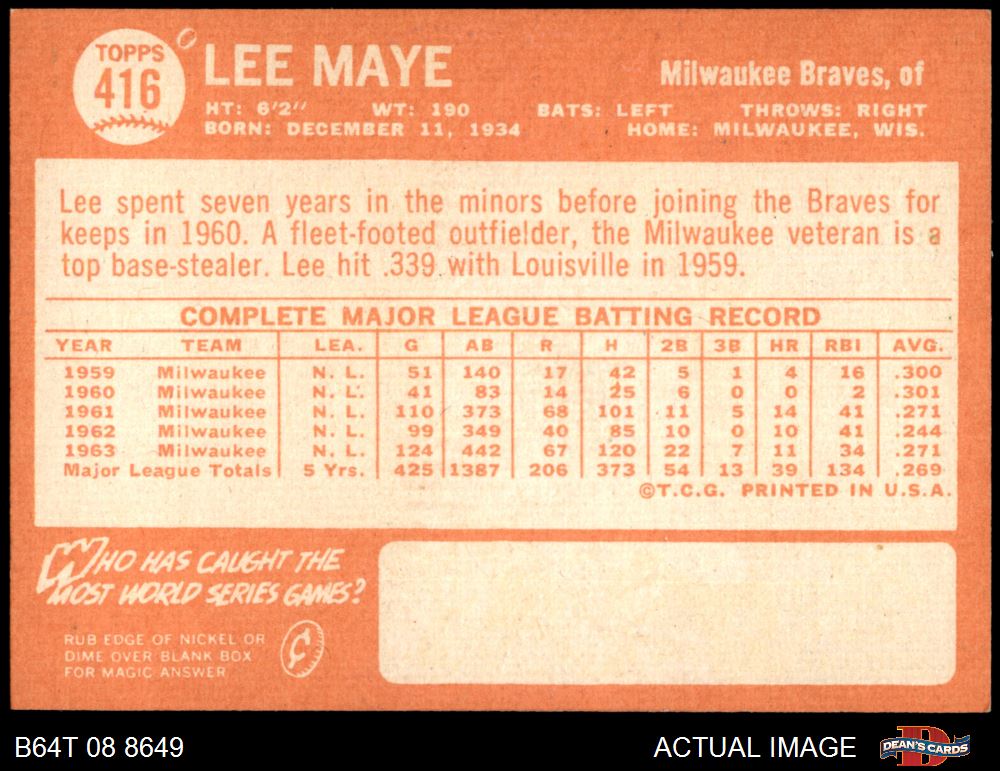 TOPPS
416
LEE MAYE
Milwaukee Braves, of
HT: 6'2" WT: 190 BATS: LEFT THROWS: RIGHT
BORN: DECEMBER 11, 1934 HOME: MILWAUKEE, WIS.
Lee spent seven years in the minors before joining the Braves for
keeps in 1960. A fleet-footed outfielder, the Milwaukee veteran is a
top base-stealer. Lee hit .339 with Louisville in 1959.
COMPLETE MAJOR LEAGUE BATTING RECORD
YEAR TEAM LEA. G AB R H 2B 3B HR RBI AVG.
1959 Milwaukee N. L. 51 140 17 42 5 1 4 16 .300
1960 Milwaukee N. L. 41 83 14 25 6 0 0 2 .301
1961 Milwaukee N. L. 110 373 68 101 11 5 14 41 .271
1962 Milwaukee N. L. 99 349 40 85 10 0 10 41 .244
1963 Milwaukee N. L. 124 442 67 120 22 7 11 34 .271
Major League Totals 5 Yrs. 425 1387 206 373 54 13 39 134 .269
©T.C.G. PRINTED IN U.S.A.
WHO HAS CAUGHT THE
MOST WORLD SERIES GAMES?
RUB EDGE OF NICKEL OR
DIME OVER BLANK BOX
FOR MAGIC ANSWER
¢
B64T 08 8649
ACTUAL IMAGE
DEAN'S CARDS